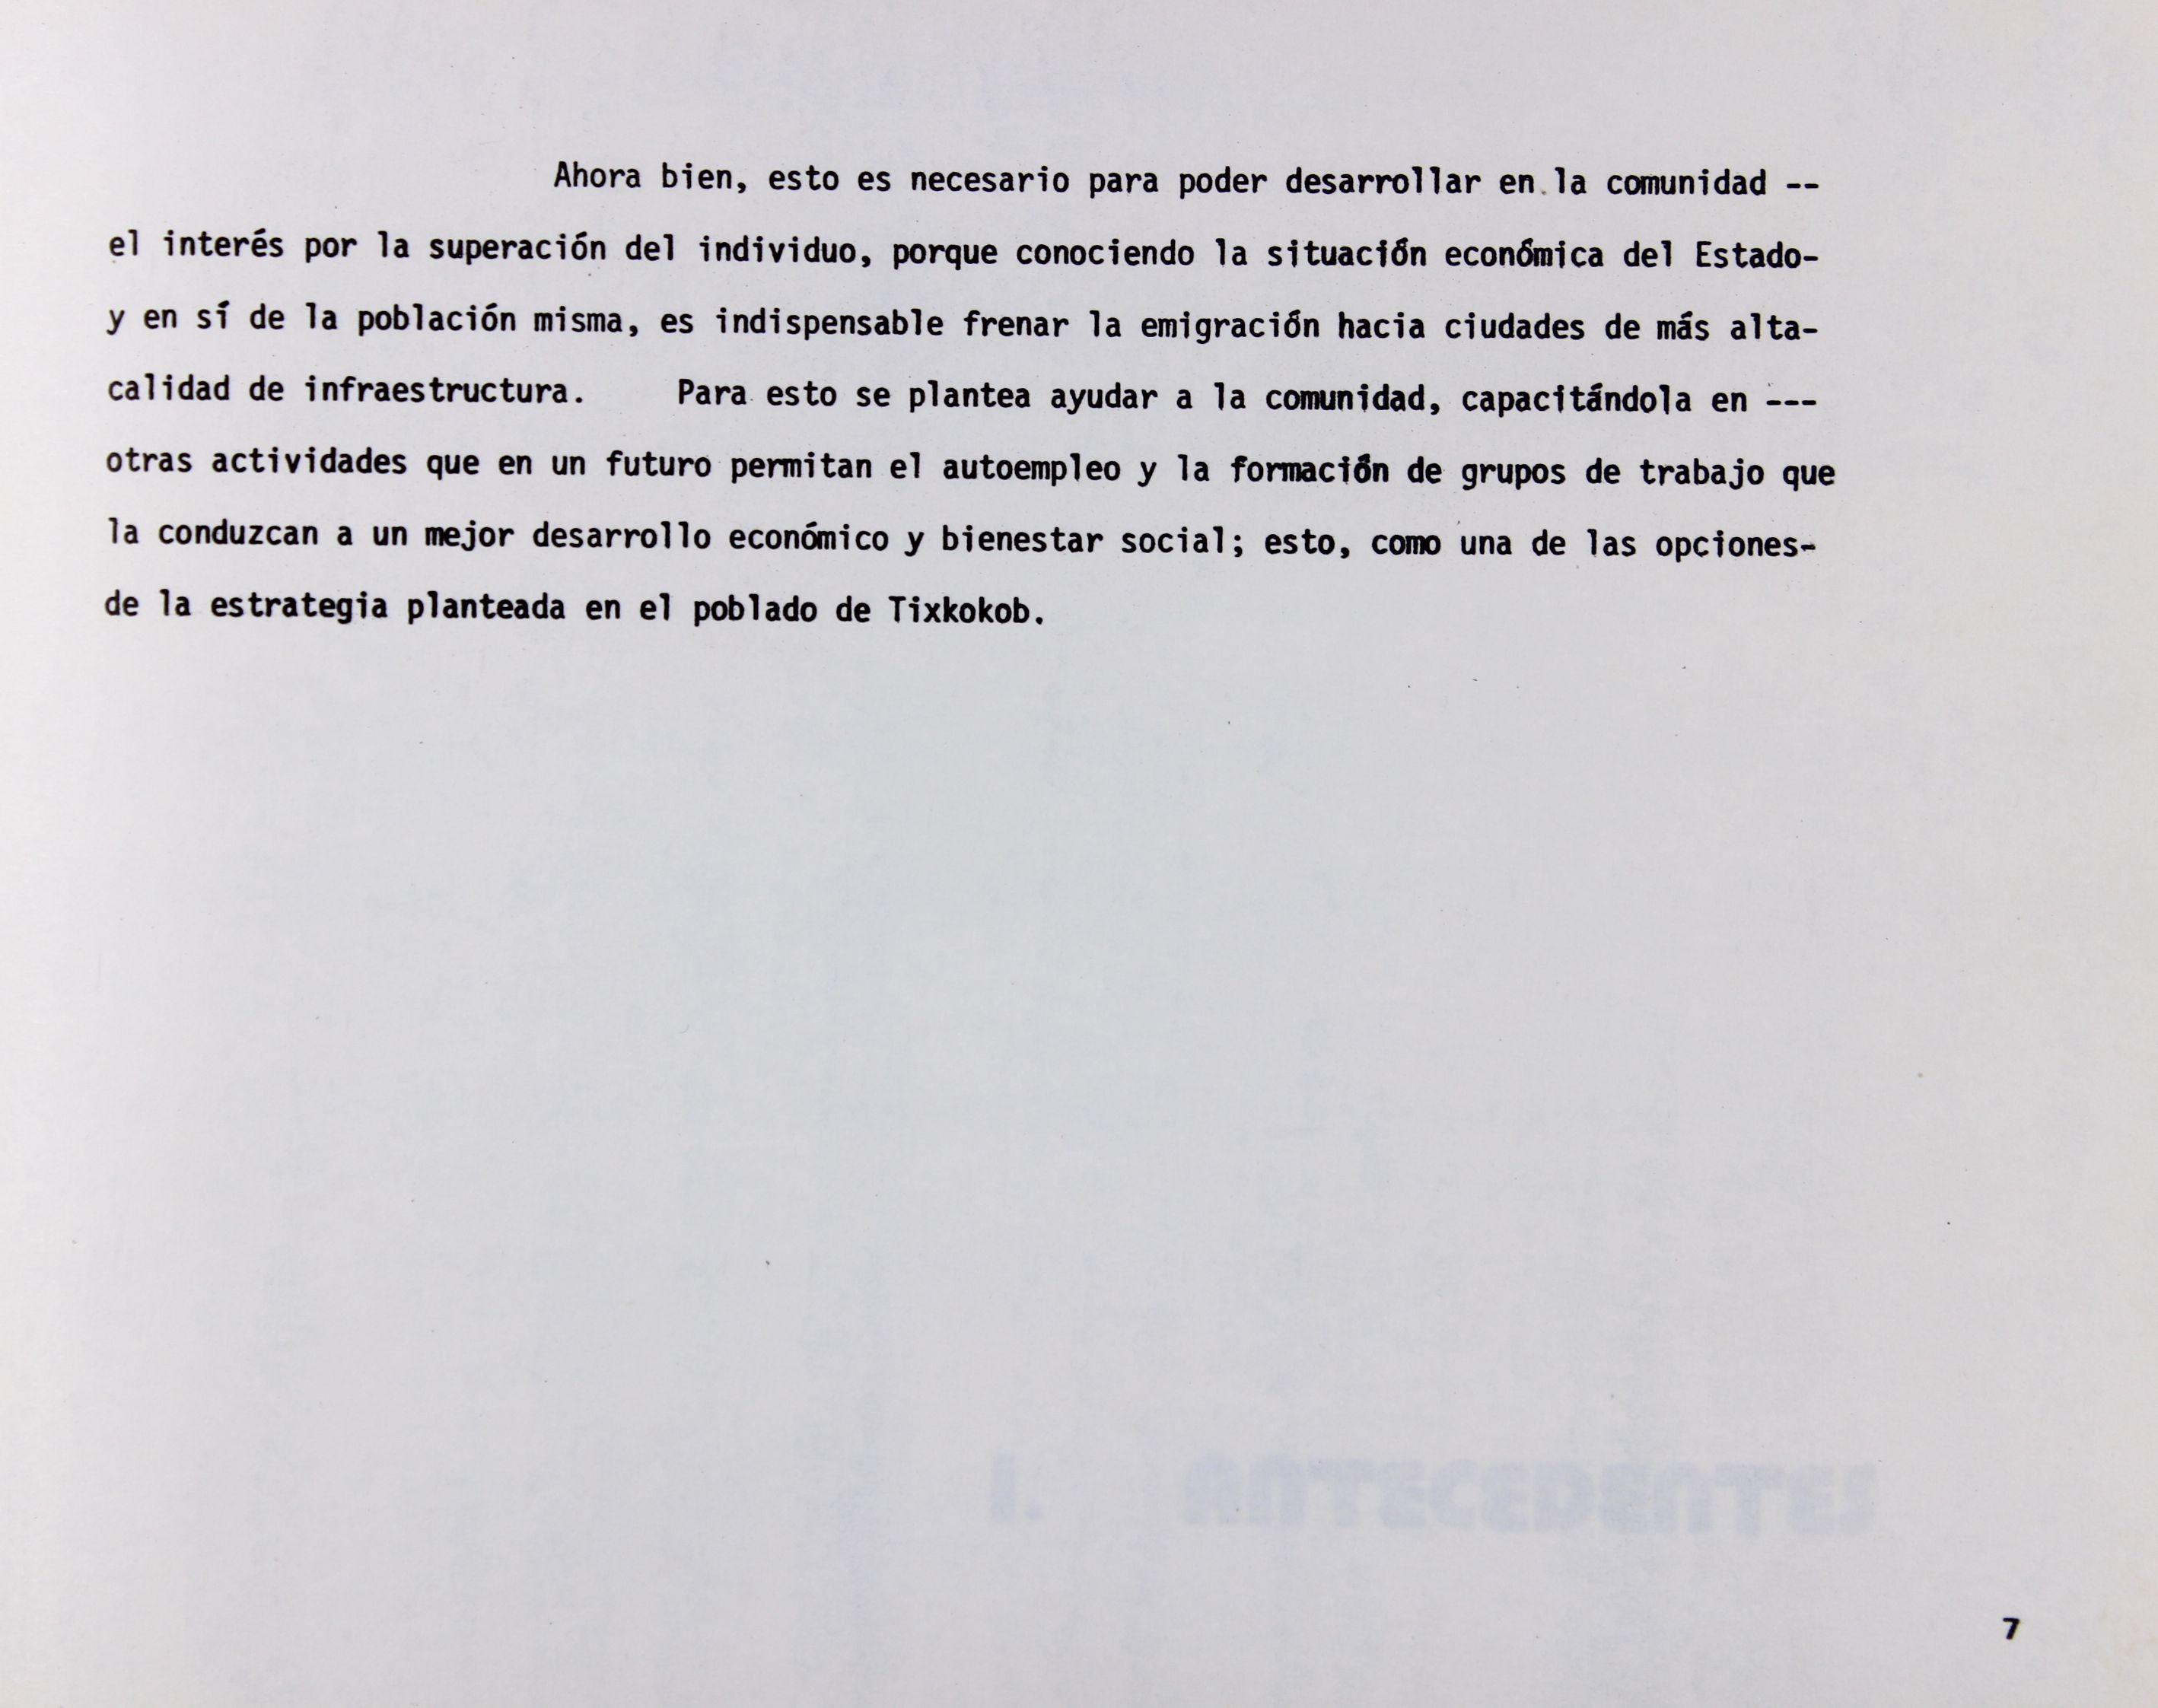 Ahora bien, esto es necesario para poder desarrollar en la comunidad --
el interés por la superación del individuo, porque conociendo la situación económica del Estado-
y en sí de la población misma, es indispensable frenar la emigración hacia ciudades de más alta-
calidad de infraestructura. Para esto se plantea ayudar a la comunidad, capacitándola en ---
otras actividades que en un futuro permitan el autoempleo y la formación de grupos de trabajo que
la conduzcan a un mejor desarrollo económico y bienestar social; esto, como una de las opciones-
de la estrategia planteada en el poblado de Tixkokob.
I. ANTECEDENTES
7